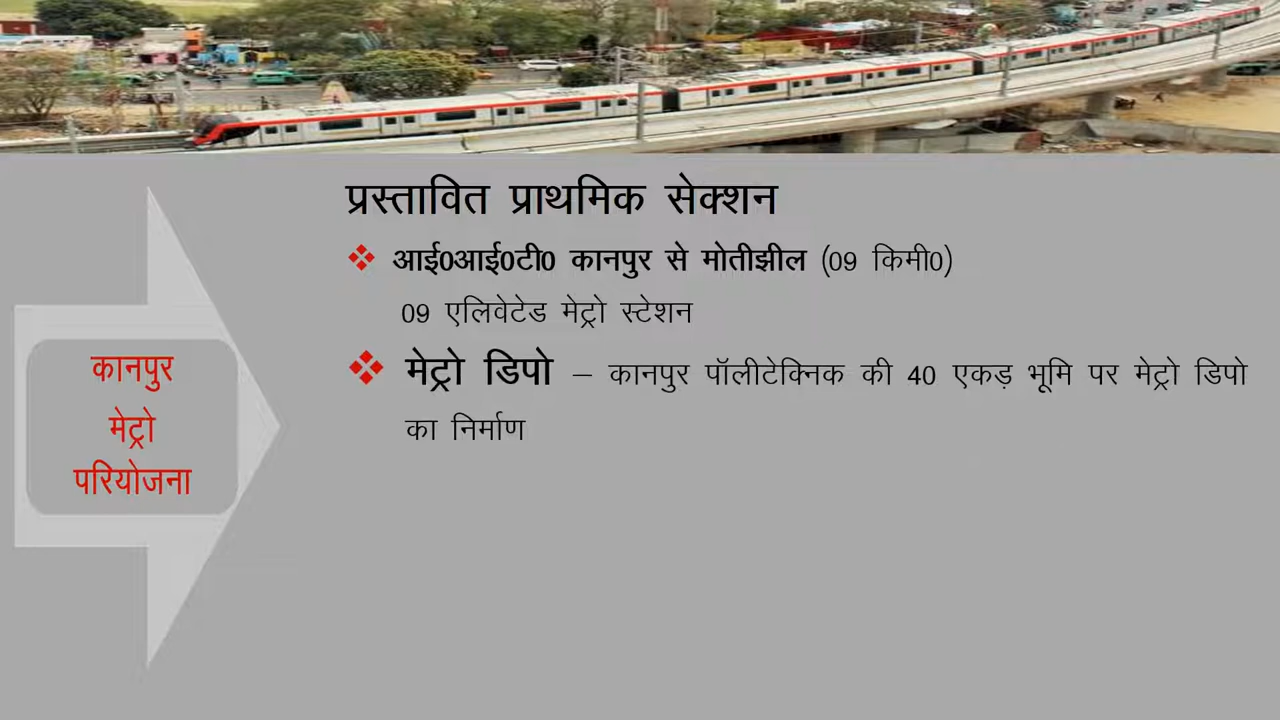 प्रस्तावित प्राथमिक सेक्शन
आई0आई0टी0 कानपुर से मोतीझील (09 किमी0)
09 एलिवेटेड मेट्रो स्टेशन
मेट्रो डिपो – कानपुर पॉलीटेक्निक की 40 एकड़ भूमि पर मेट्रो डिपो
का निर्माण
कानपुर
मेट्रो
परियोजना